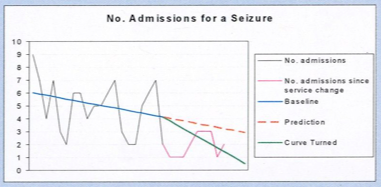 No. Admissions for a Seizure
10
9
8
7
6
5
4
3
2
1
0
No. admissions
No. admissions since
service change
Baseline
Prediction
Curve Turned